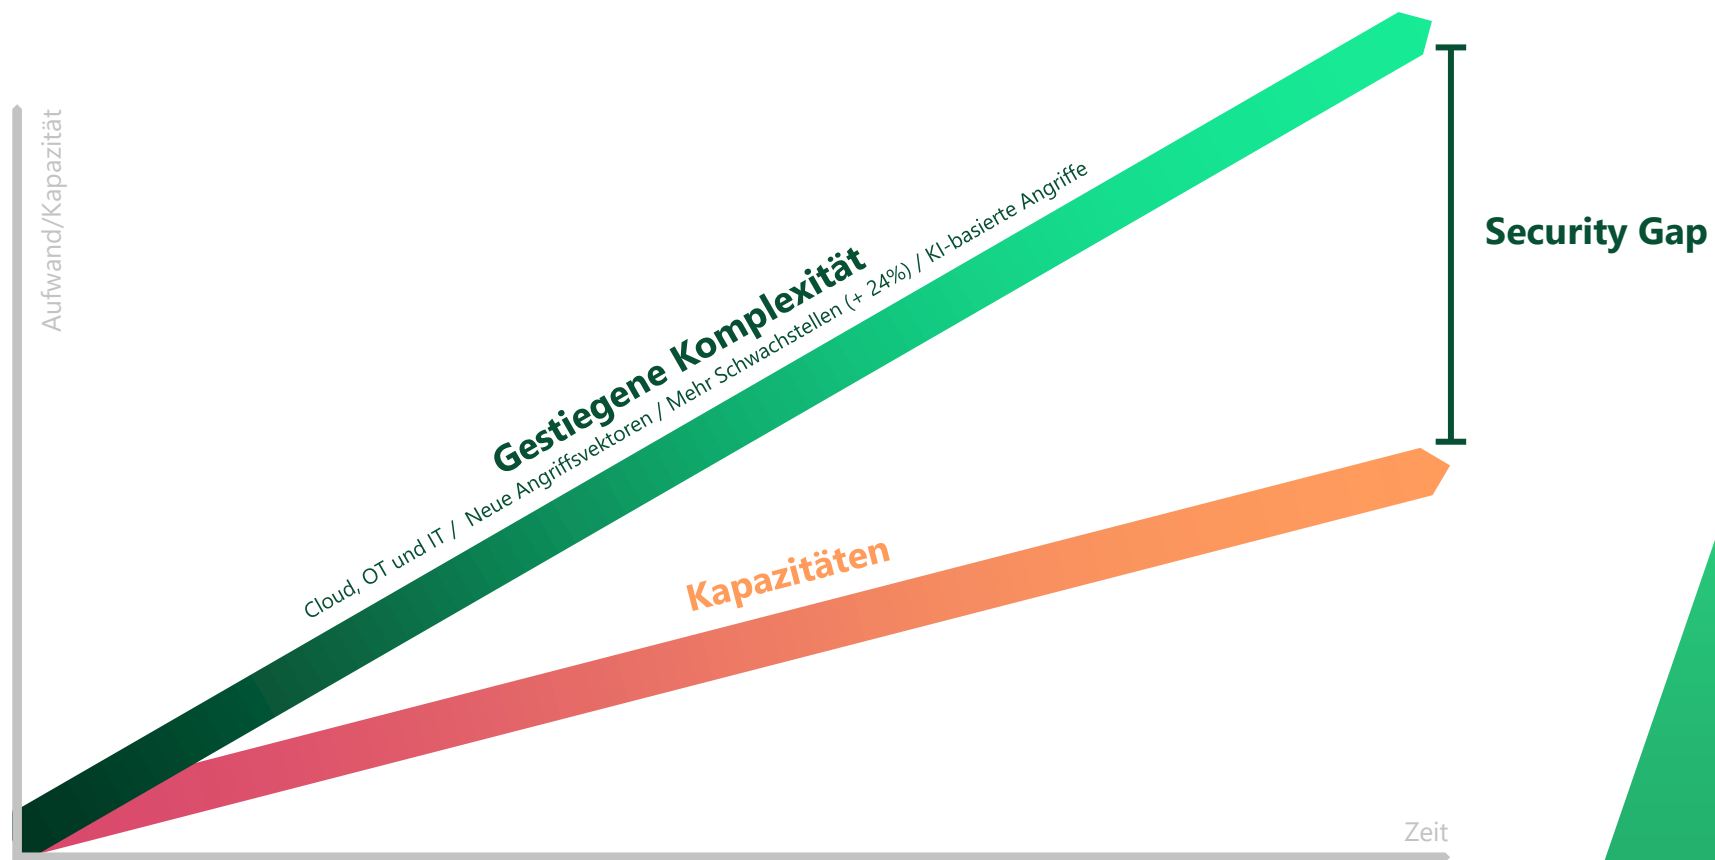 Aufwand/Kapazität
Gestiegene Komplexität
Cloud, OT und IT / Neue Angriffsvektoren / Mehr Schwachstellen (+ 24%) / KI-basierte Angriffe
Security Gap
Kapazitäten
Zeit